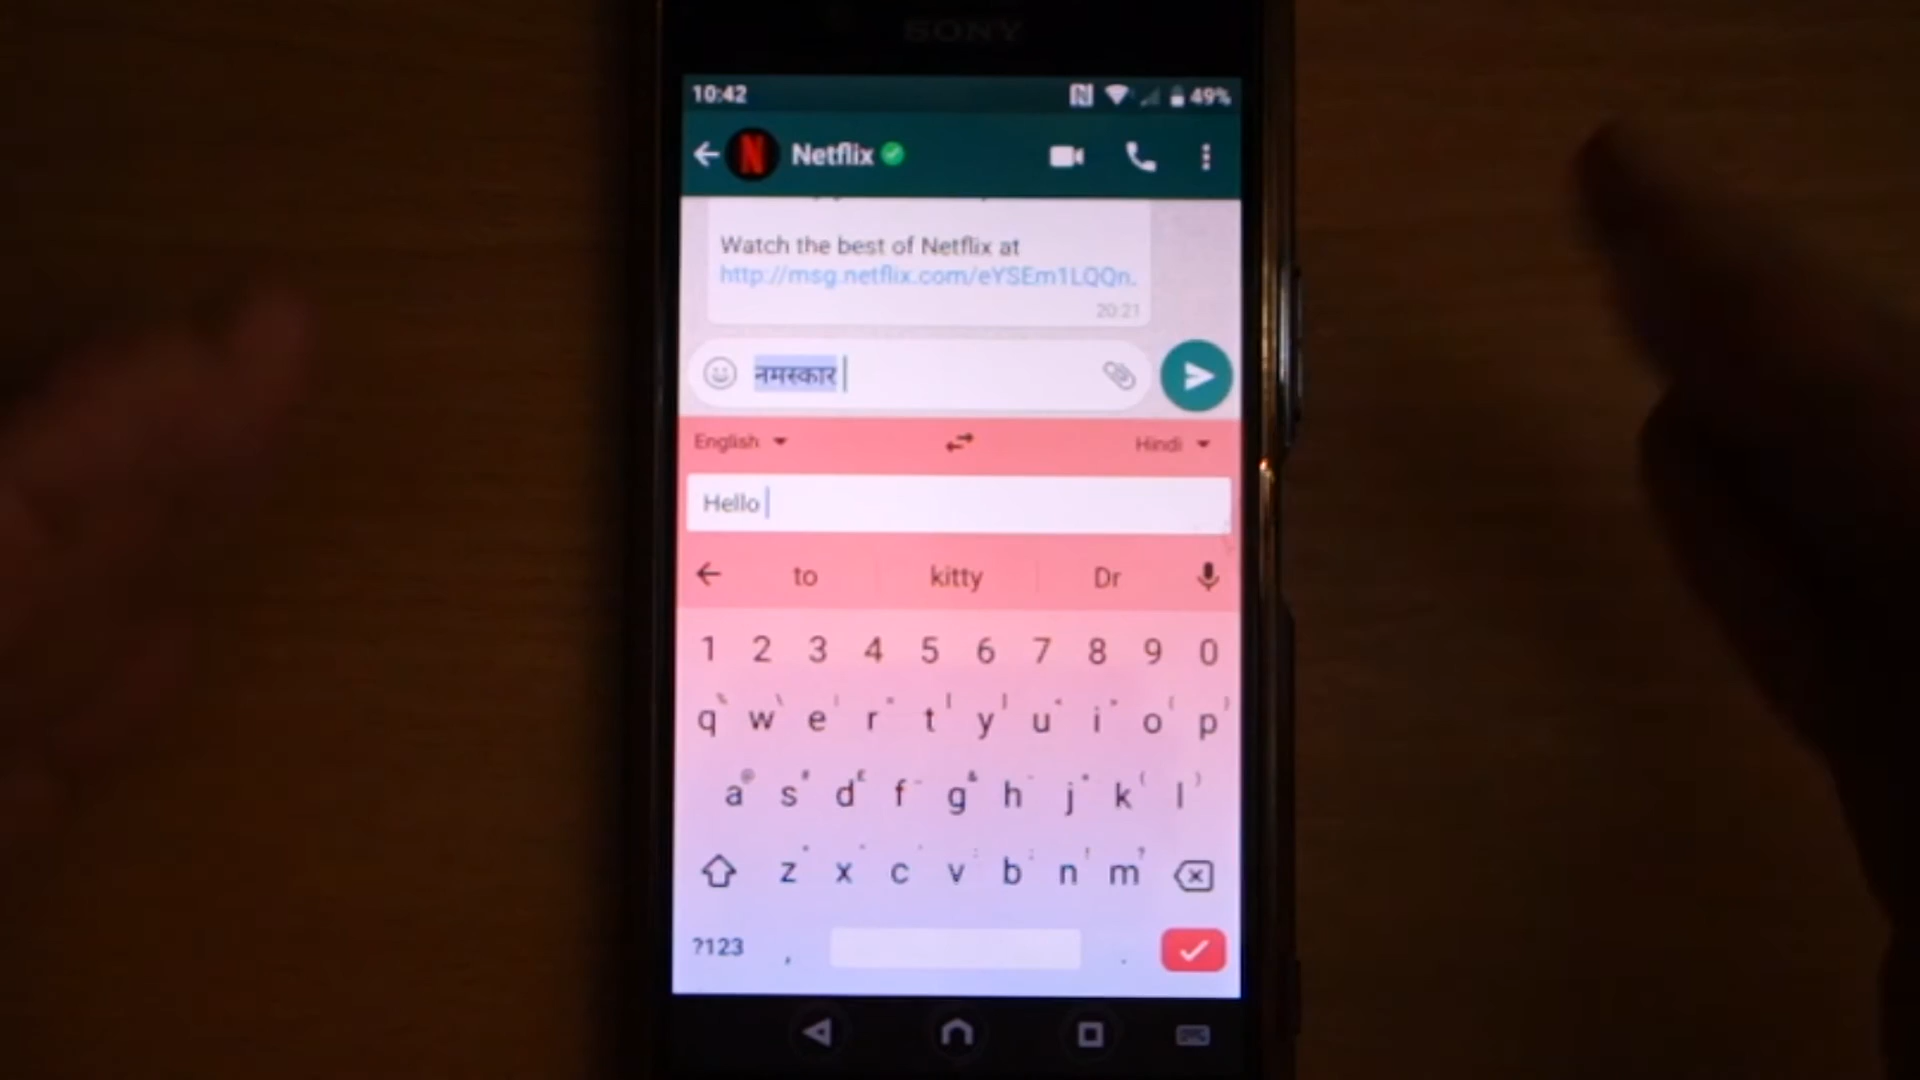 SONY
10:42
49%
Netflix
Watch the best of Netflix at
http://msg.netflix.com/eYSEm1LQQn.
20:21
नमस्कार
English
Hindi
Hello
to kitty Dr
1 2 3 4 5 6 7 8 9 0
q w e r t y u i o p
a s d f g h j k l
z x c v b n m
?123 , .